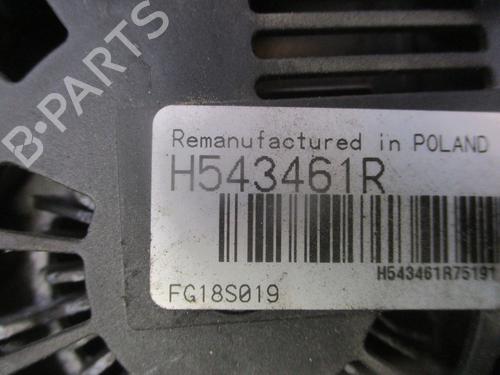 B-PARTS
Remanufactured in POLAND
H543461R
H543461R75191
FG18S019